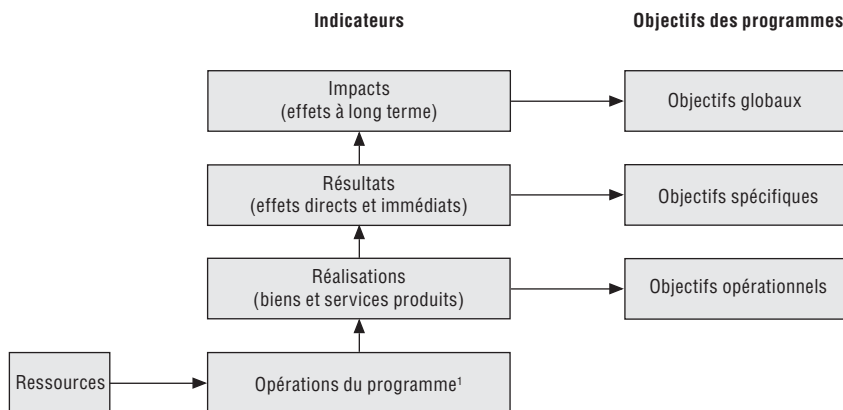 Indicateurs
Objectifs des programmes
Impacts
(effets à long terme)
Objectifs globaux
Résultats
(effets directs et immédiats)
Objectifs spécifiques
Réalisations
(biens et services produits)
Objectifs opérationnels
Ressources
Opérations du programme¹